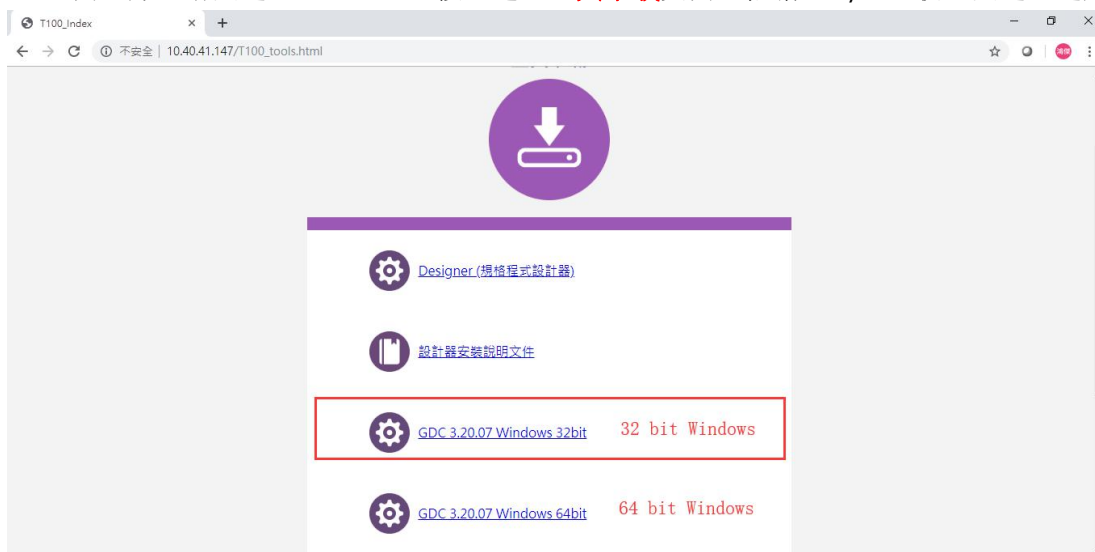 T100_Index
不安全 | 10.40.41.147/T100_tools.html
Designer (規格程式設計器)
設計器安裝說明文件
GDC 3.20.07 Windows 32bit 32 bit Windows
GDC 3.20.07 Windows 64bit 64 bit Windows